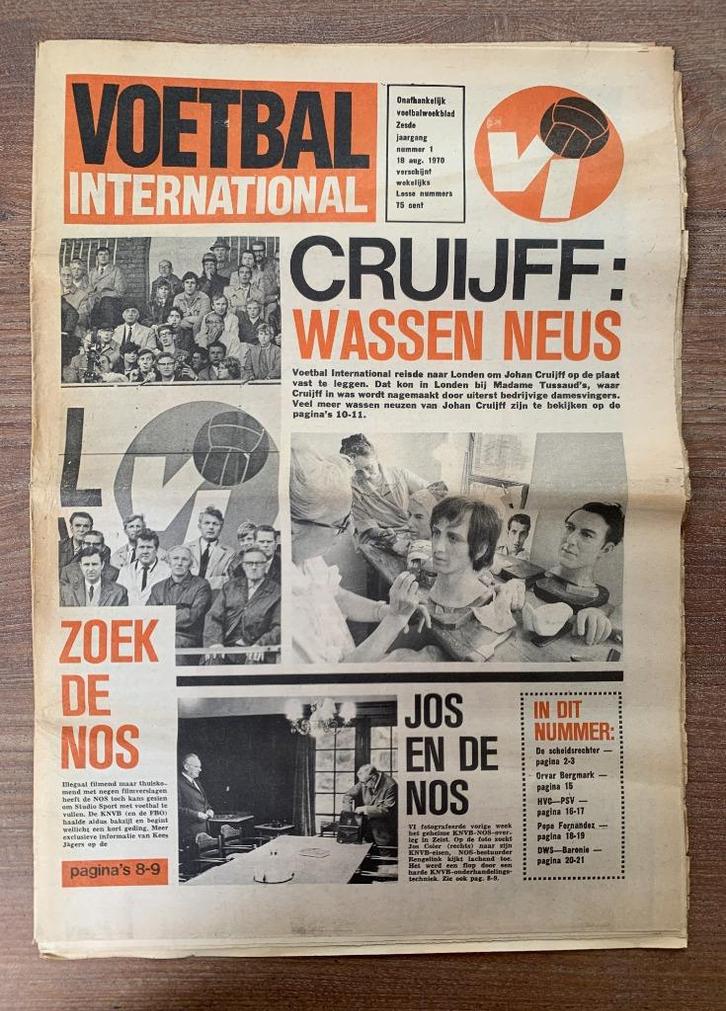 VOETBAL
INTERNATIONAL
Onafhankelijk
voetbalweekblad
Zesde
jaargang
nummer 1
18 aug. 1970
verschijnt
wekelijks
Losse nummers
75 cent
VI
CRUIJFF:
WASSEN NEUS
Voetbal International reisde naar Londen om Johan Cruijff op de plaat
vast te leggen. Dat kon in Londen bij Madame Tussaud's, waar
Cruijff in was wordt nagemaakt door uiterst bedrijvige damesvingers.
Veel meer wassen neuzen van Johan Cruijff zijn te bekijken op de
pagina's 10-11.
L
VI
ZOEK
DE
NOS
Illegaal filmend maar thuisko-
mend met negen filmverslagen
heeft de NOS toch kans gezien
om Studio Sport met voetbal te
vullen. De KNVB (en de FBO)
haalde aldus bakzijl en begint
wellicht een kort geding. Meer
exclusieve informatie van Kees
Jägers op de
pagina's 8-9
JOS
EN DE
NOS
VI fotografeerde vorige week
het geheime KNVB-NOS-over-
leg in Zeist. Op de foto zoekt
Jos Coler (rechts) naar zijn
KNVB-eisen, NOS-bestuurder
Rengelink kijkt lachend toe.
Het werd een flop door een
harde KNVB-onderhandelings-
techniek. Zie ook pag. 8-9.
IN DIT
NUMMER:
De scheidsrechter —
pagina 2-3
Orvar Bergmark —
pagina 15
HVC—PSV —
pagina 16-17
Pepe Fernandez —
pagina 18-19
DWS—Baronie —
pagina 20-21